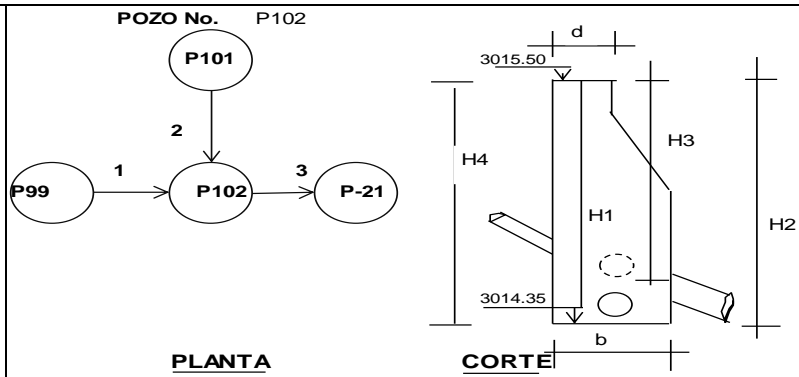 POZO No. P102
P101
2
P99
1
P102
3
P-21
PLANTA
d
3015.50
H3
H4
H1
H2
3014.35
b
CORTE